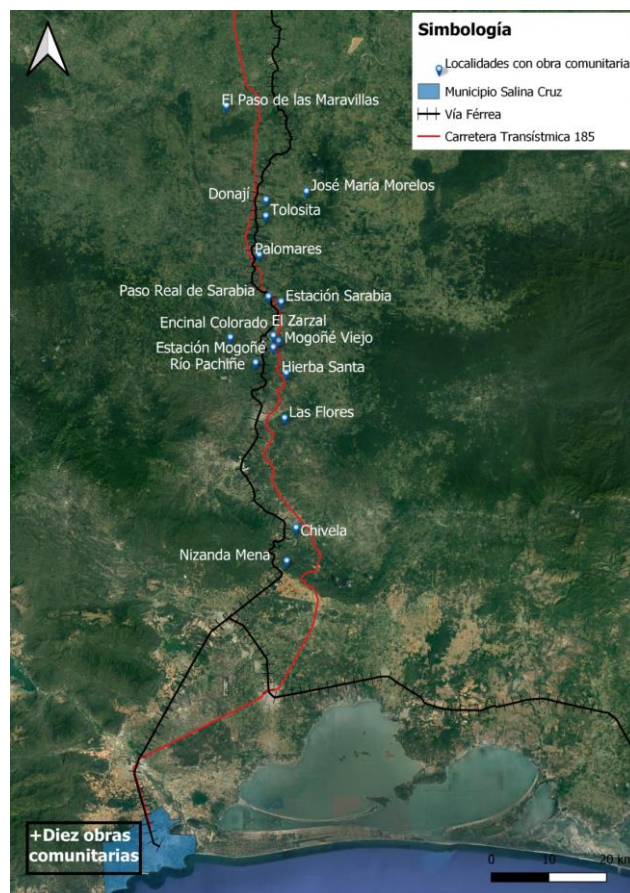 Simbología
Localidades con obra comunitaria
Municipio Salina Cruz
Vía Férrea
Carretera Transístmica 185
El Paso de las Maravillas
José María Morelos
Donají
Tolosita
Palomares
Paso Real de Sarabia
Estación Sarabia
Encinal Colorado
El Zarzal
Mogoñé Viejo
Estación Mogoñé
Río Pachiñe
Hierba Santa
Las Flores
Chivela
Nizanda Mena
+Diez obras
comunitarias
0 10 20 km